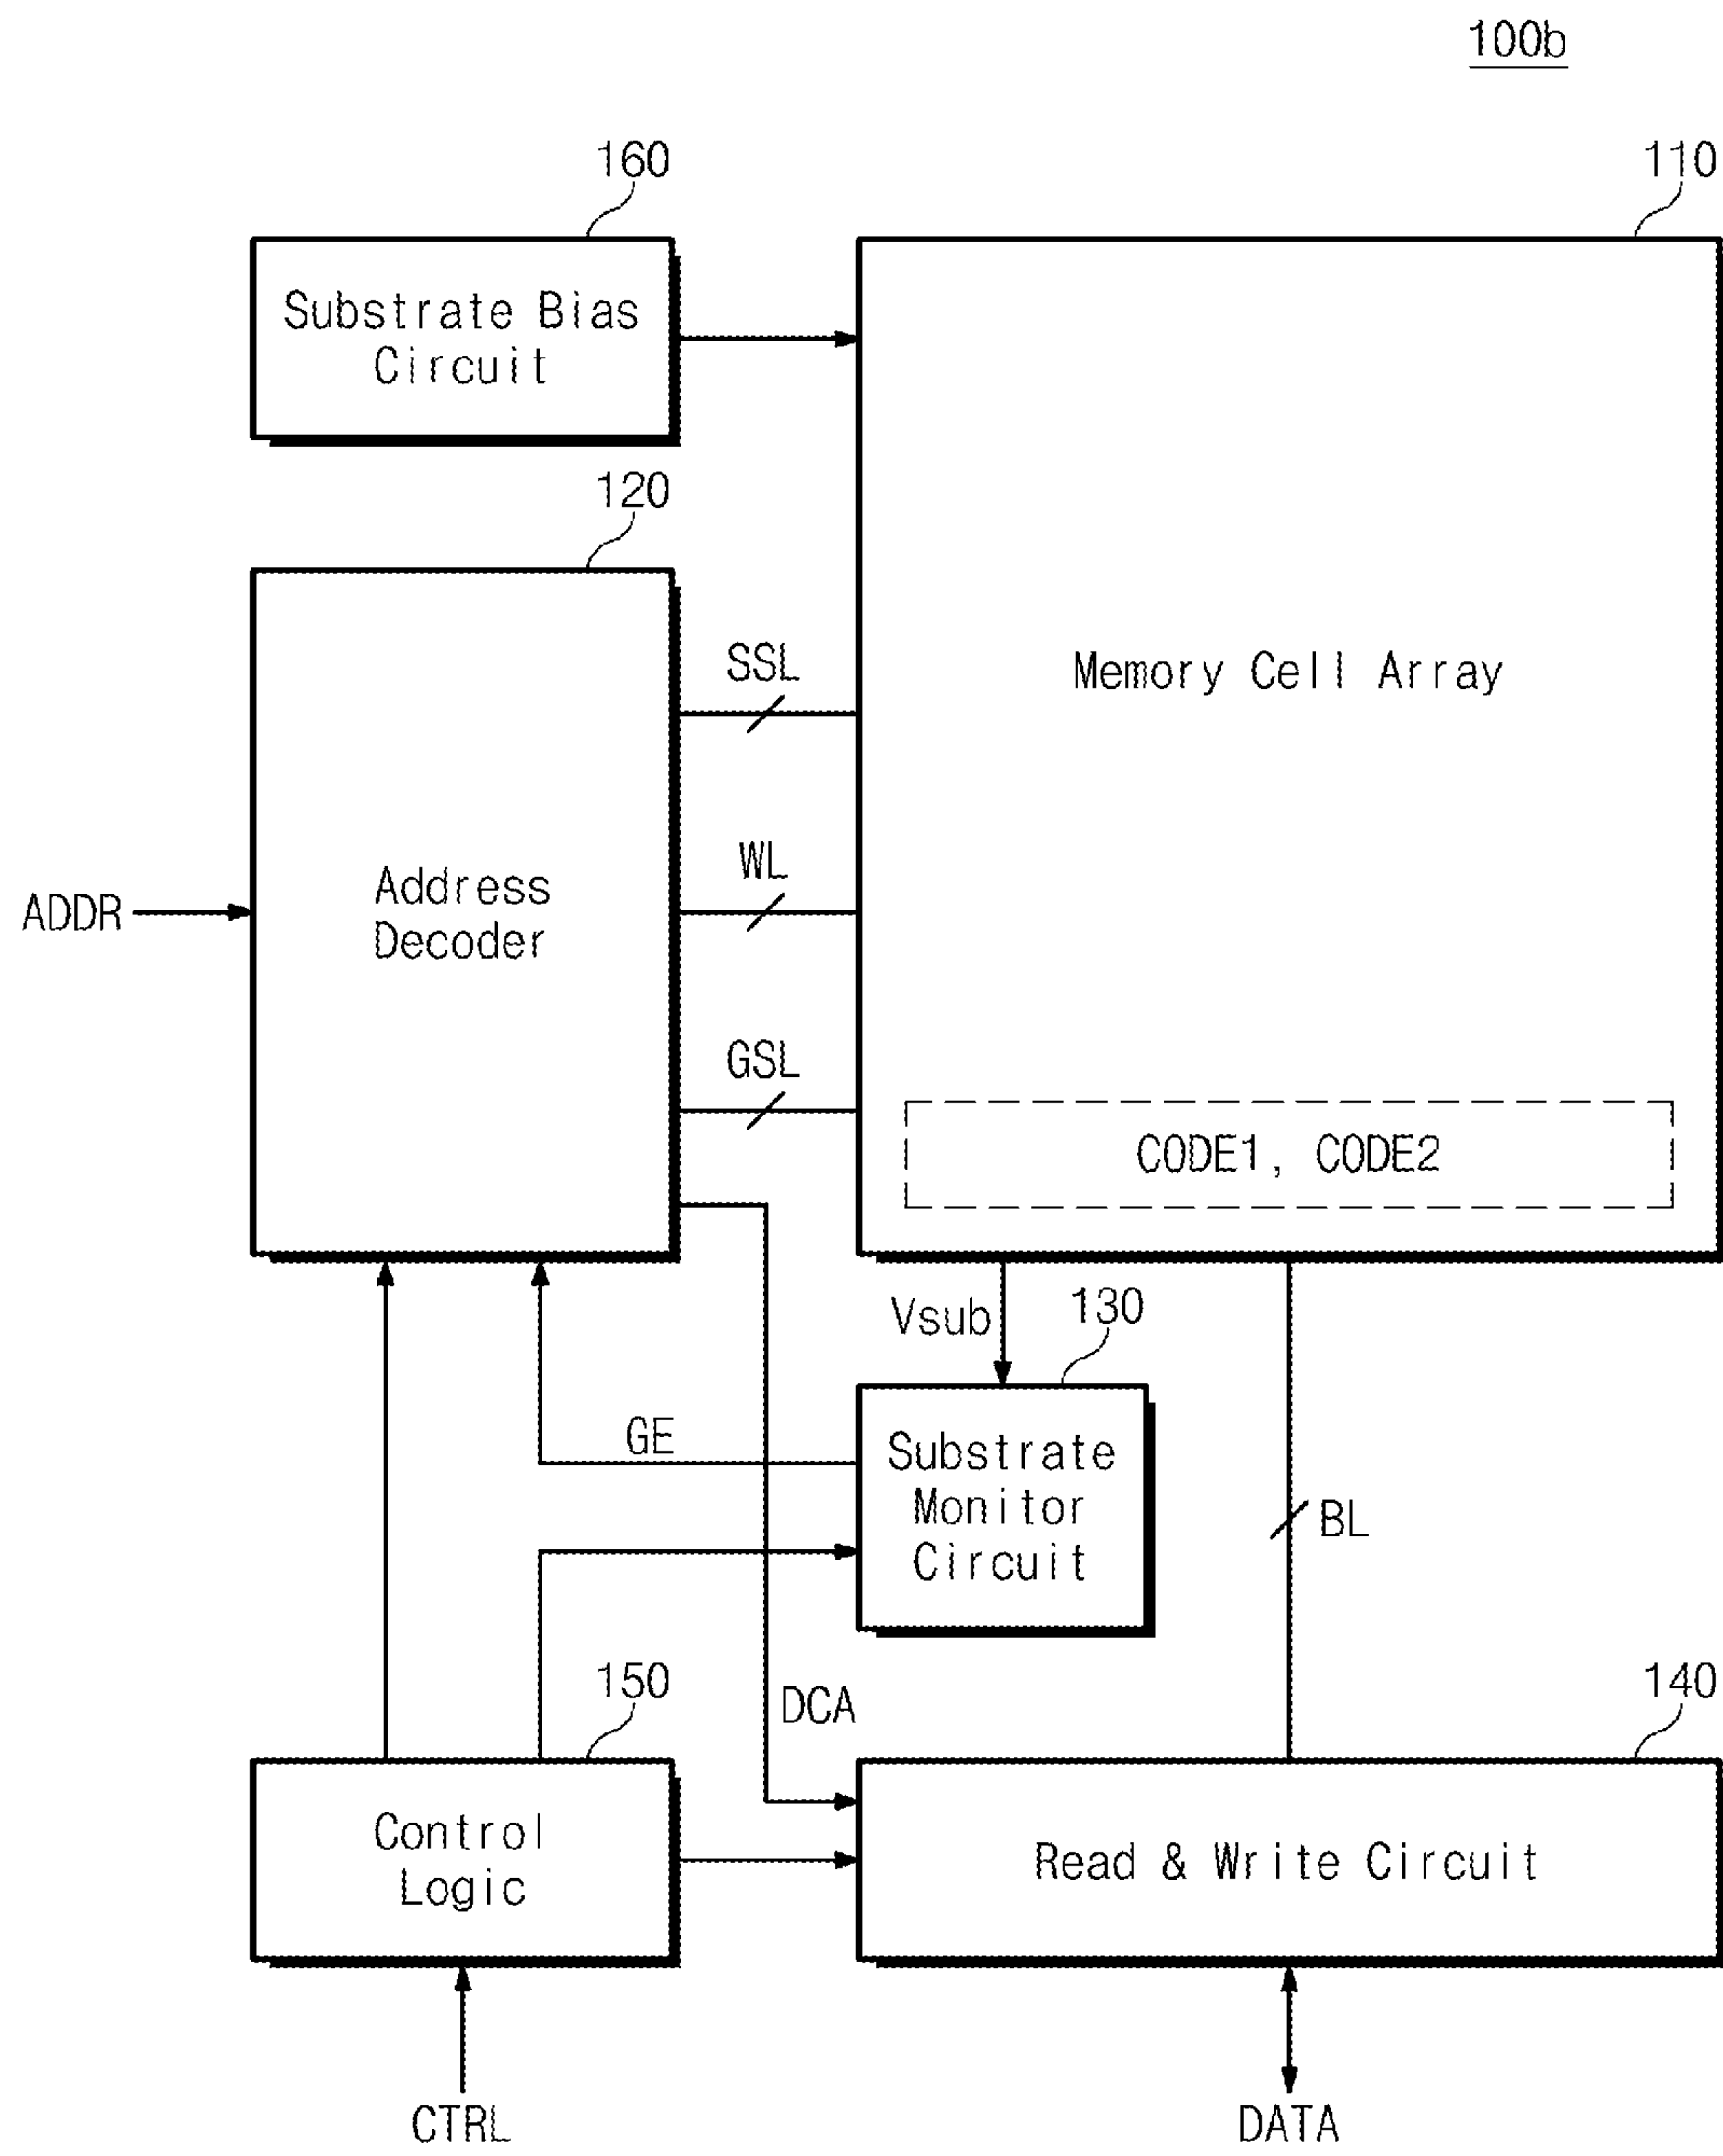 100b
160
110
Substrate Bias
Circuit
120
SSL
Memory Cell Array
WL
ADDR
Address
Decoder
GSL
CODE1, CODE2
Vsub
130
GE
Substrate
Monitor
Circuit
BL
150
DCA
140
Control
Logic
Read & Write Circuit
CTRL
DATA